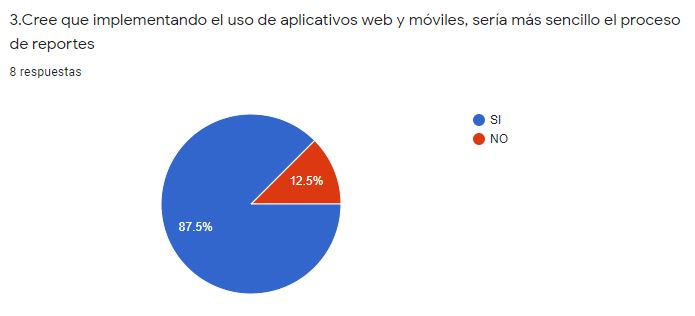 3.Cree que implementando el uso de aplicativos web y móviles, sería más sencillo el proceso
de reportes
8 respuestas
SI
NO
12.5%
87.5%